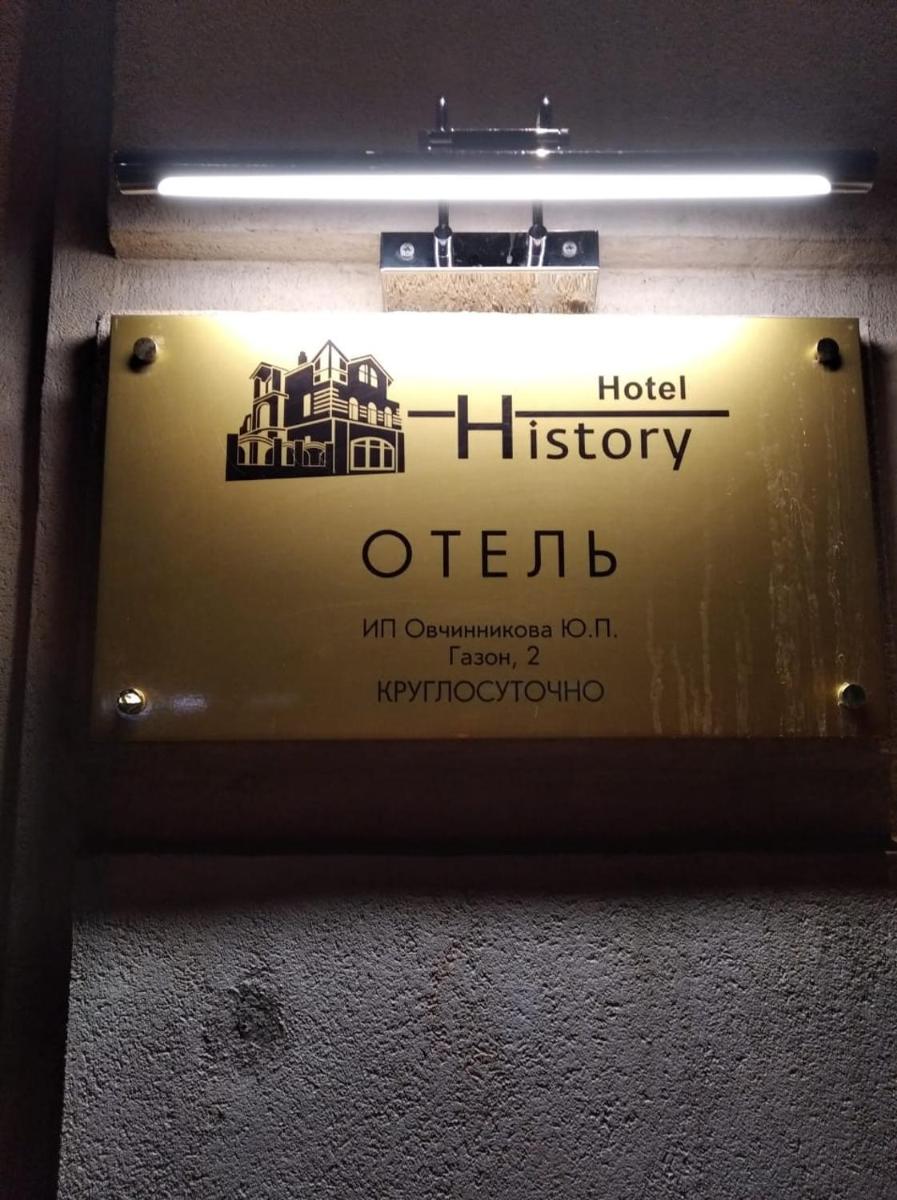 Hotel
History
ОТЕЛЬ
ИП Овчинникова Ю.П.
Газон, 2
КРУГЛОСУТОЧНО